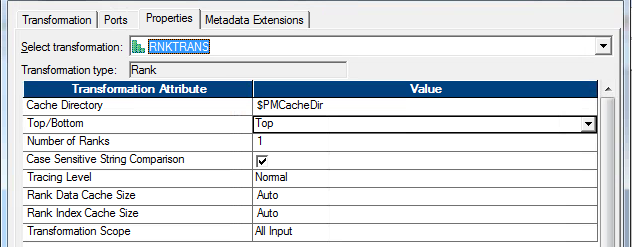 Transformation Ports Properties Metadata Extensions
Select transformation: RNKTRANS
Transformation type: Rank
Transformation Attribute Value
Cache Directory $PMCacheDir
Top/Bottom Top
Number of Ranks 1
Case Sensitive String Comparison
Tracing Level Normal
Rank Data Cache Size Auto
Rank Index Cache Size Auto
Transformation Scope All Input